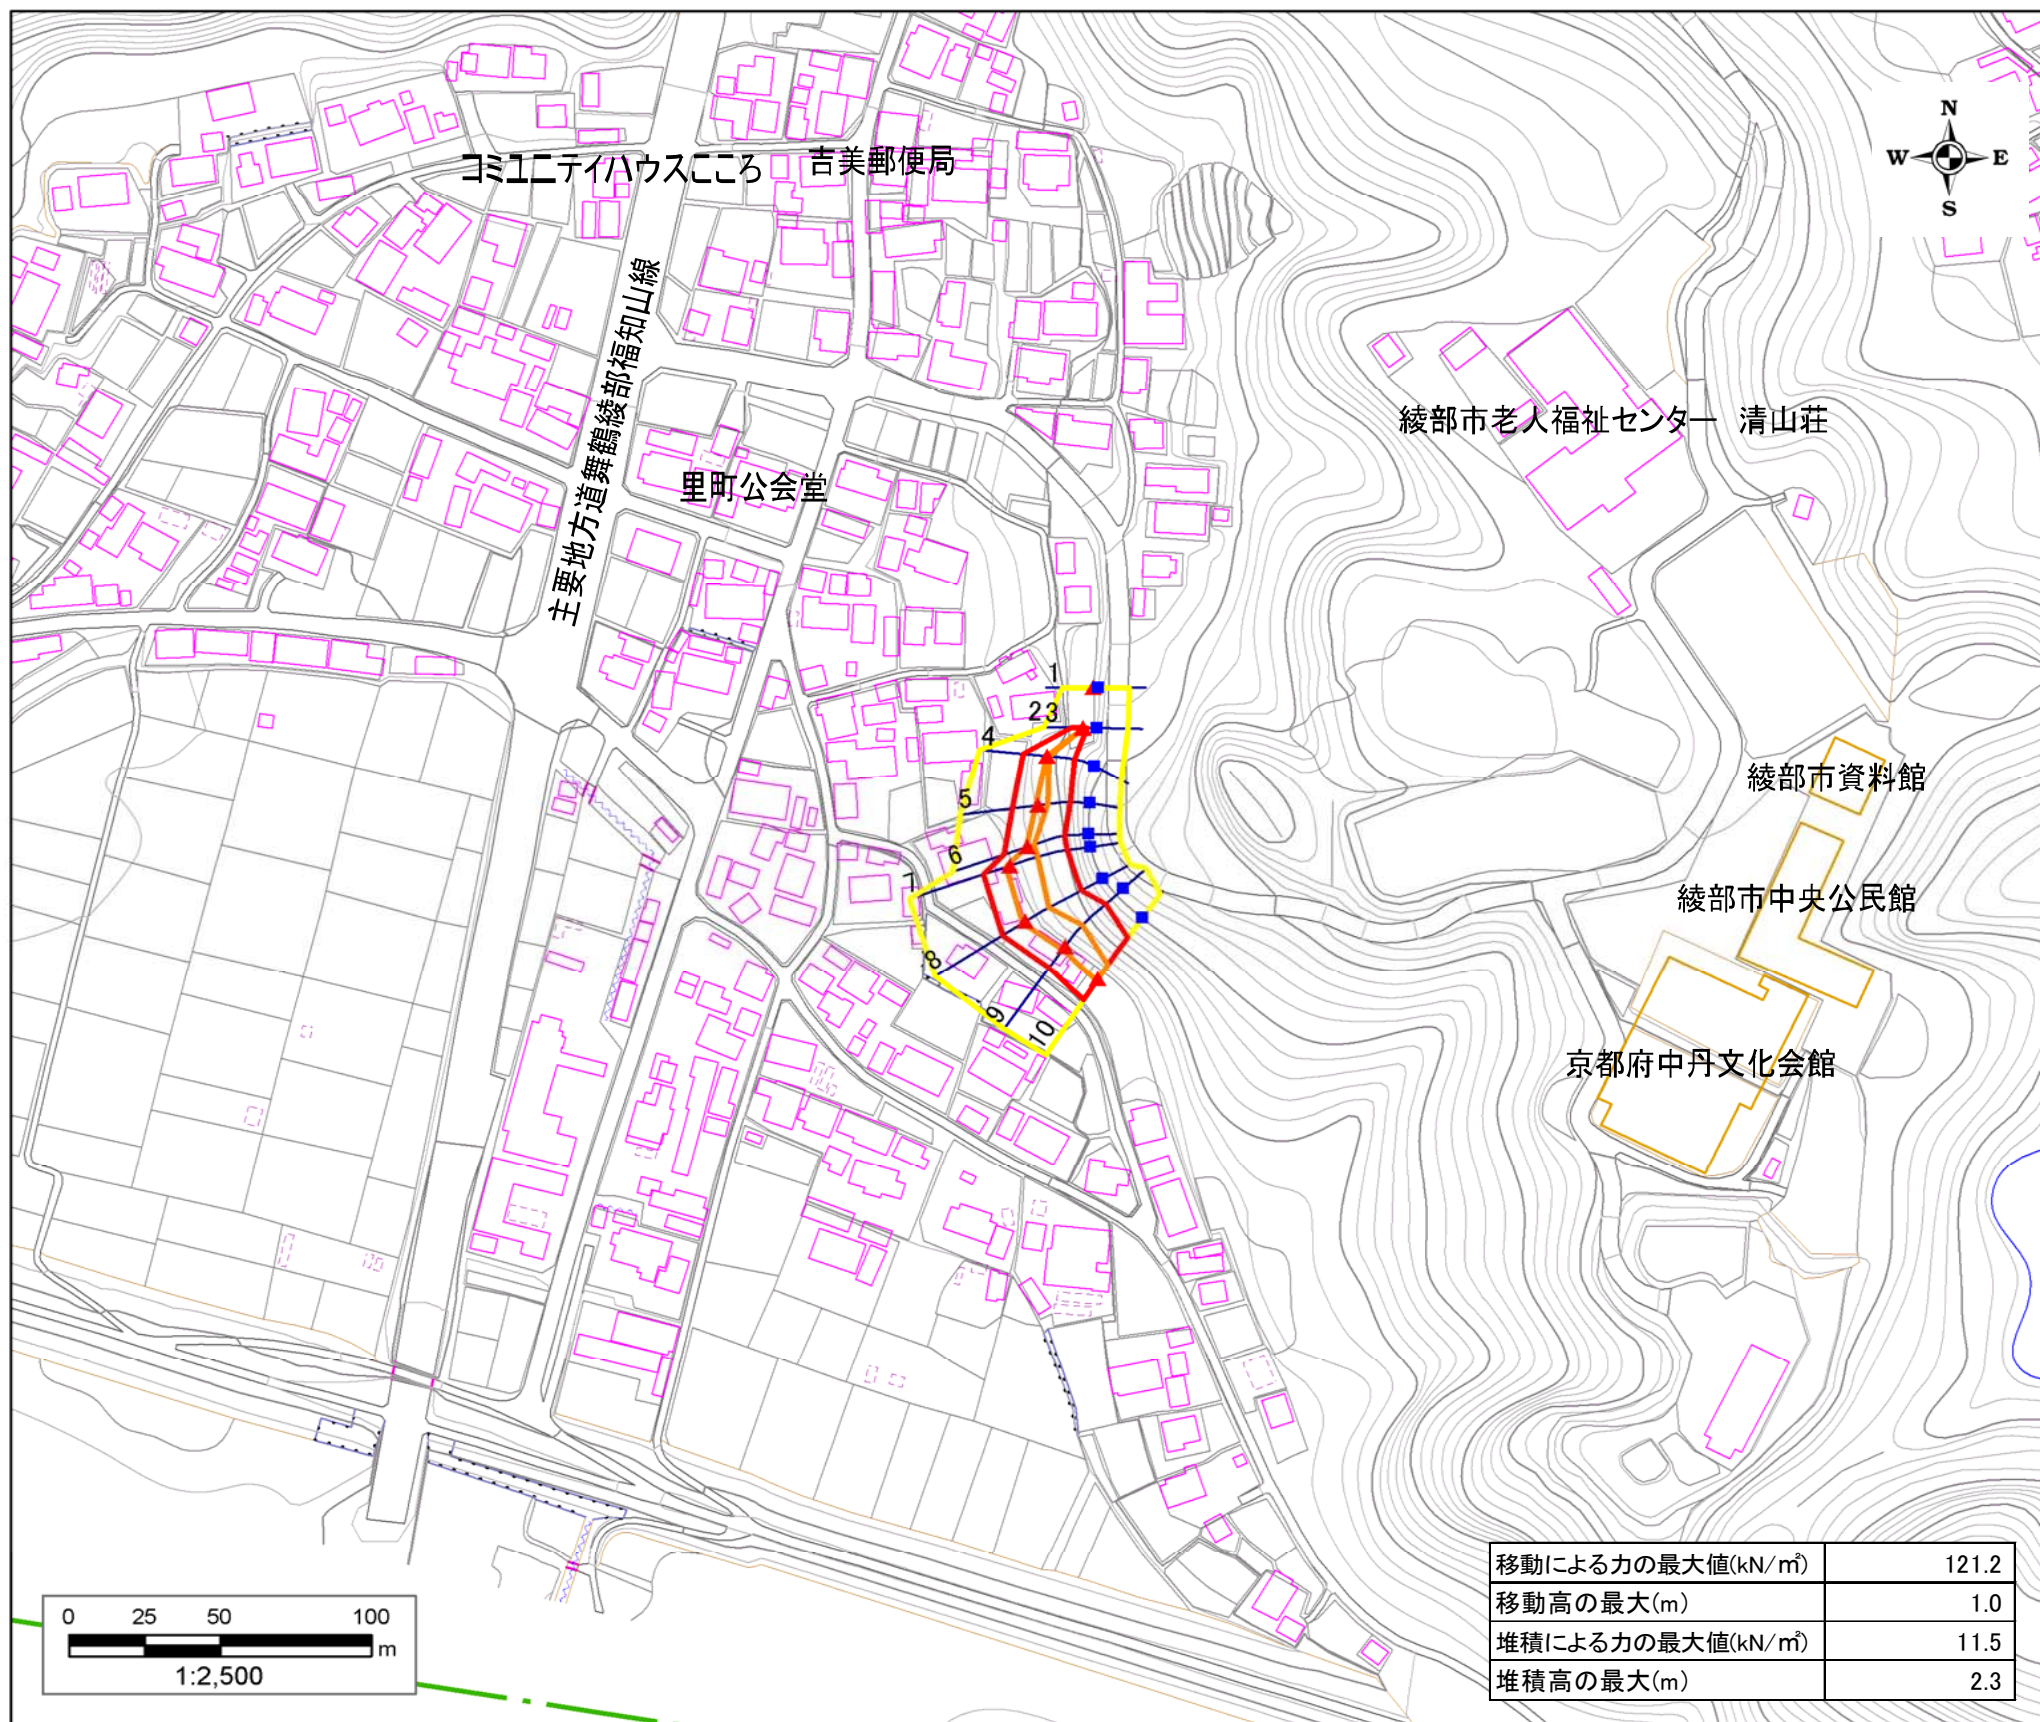 N
W E
S
コミユニテイハウスこころ
吉美郵便局
主要地方道舞鶴綾部福知山線
綾部市老人福祉センター 清山荘
里町公会堂
1
2 3
4
5
6
7
8
9
10
綾部市資料館
綾部市中央公民館
京都府中丹文化会館
移動による力の最大値(kN/㎡) 121.2
移動高の最大(m) 1.0
堆積による力の最大値(kN/㎡) 11.5
堆積高の最大(m) 2.3
0 25 50 100
m
1:2,500